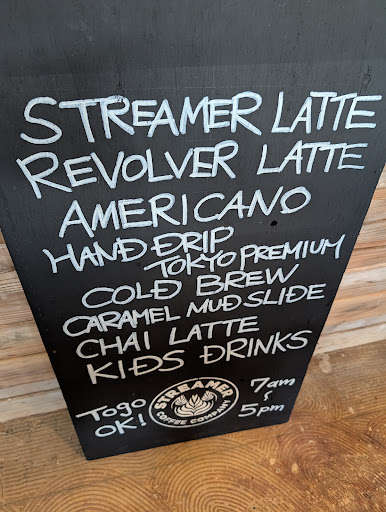 STREAMER LATTE
REVOLVER LATTE
AMERICANO
HAND DRIP
TOKYO PREMIUM
COLD BREW
CARAMEL MUDSLIDE
CHAI LATTE
KIDS DRINKS
Togo
OK!
STREAMER
COFFEE COMPANY
7am
5pm